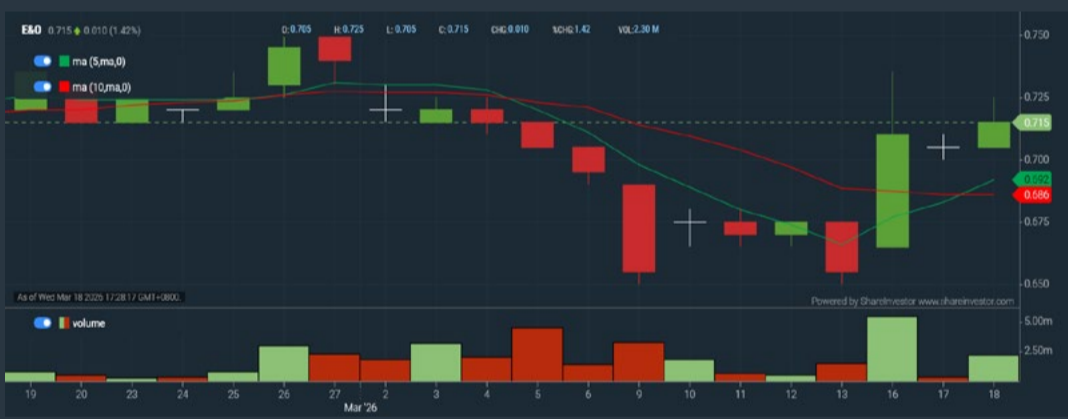 E&O 0.715 0.010 (1.42%) O:0.705 H:0.725 L:0.705 C:0.715 CHG:0.010 %CHG:1.42 VOL:2.30 M
ma (5,ma,0)
ma (10,ma,0)
0.750
0.725
0.715
0.700
0.692
0.686
0.675
0.650
As of Wed Mar 18 2026 17:28:17 GMT+0800.
Powered by ShareInvestor www.shareinvestor.com
volume
5.00m
2.50m
19 20 23 24 25 26 27 2 3 4 5 6 9 10 11 12 13 16 17 18
Mar '26